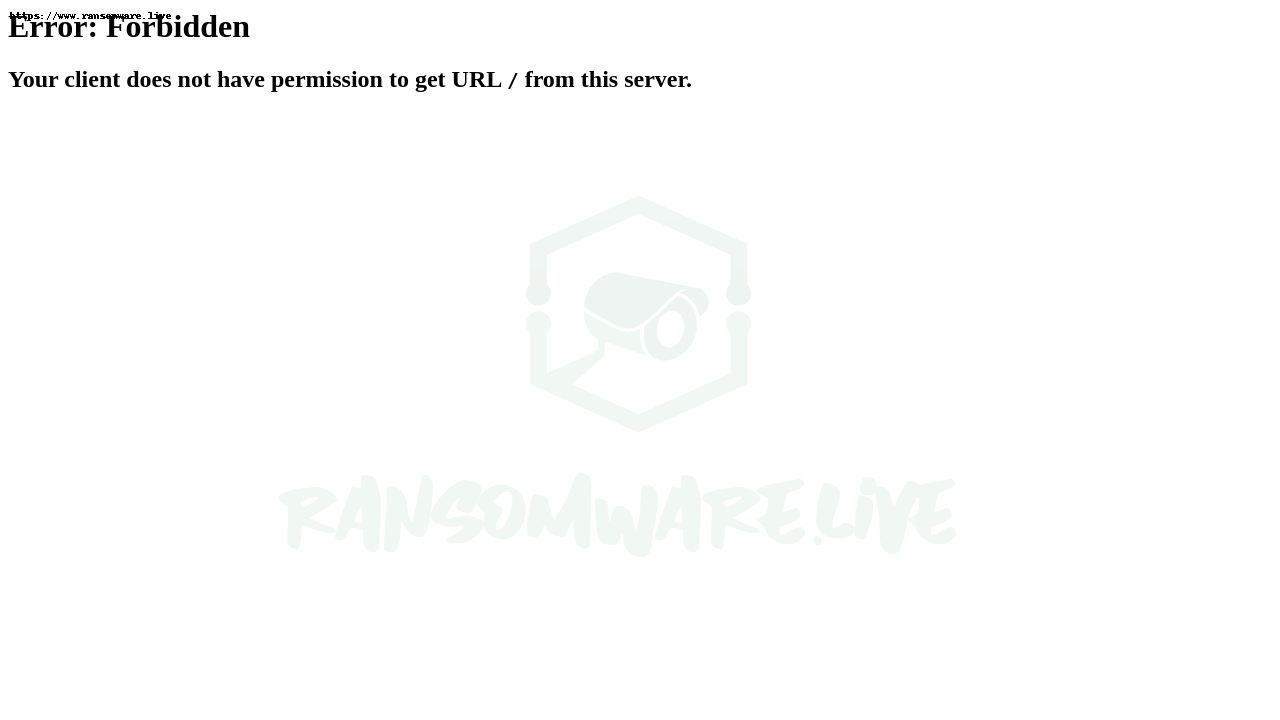 https://www.ransomware.live
Error: Forbidden
Your client does not have permission to get URL / from this server.
RANSOMWARE.LIVE